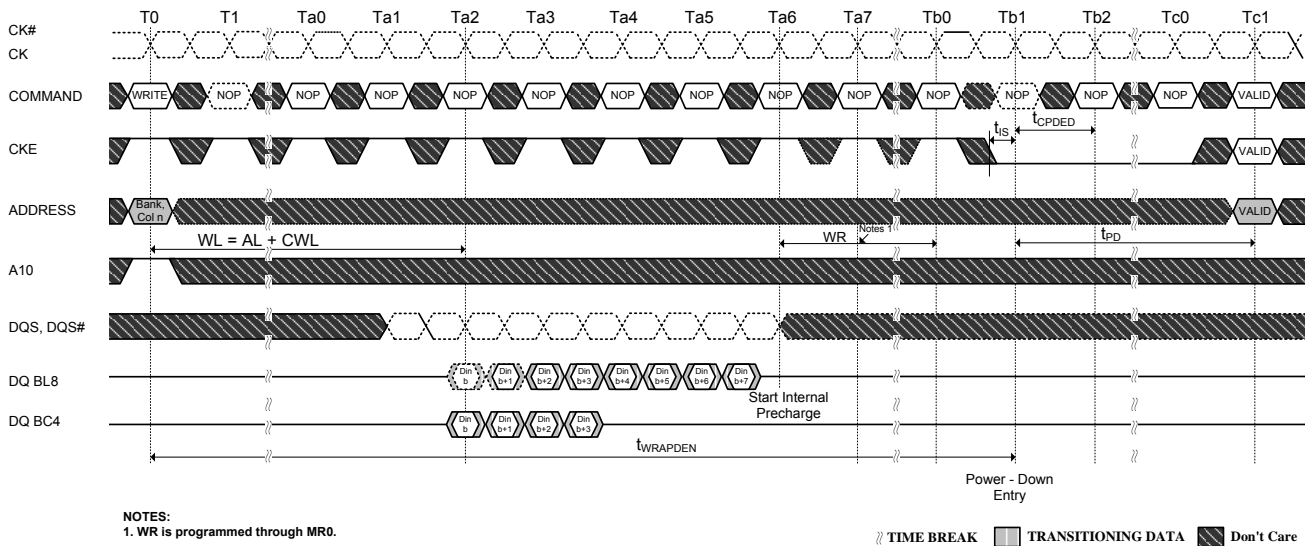 T0 T1 Ta0 Ta1 Ta2 Ta3 Ta4 Ta5 Ta6 Ta7 Tb0 Tb1 Tb2 Tc0 Tc1
CK#
CK
COMMAND WRITE NOP NOP NOP NOP NOP NOP NOP NOP NOP NOP NOP NOP NOP VALID
tIS tCPDED
CKE VALID
ADDRESS Bank, Col n VALID
WL = AL + CWL WR Notes 1 tPD
A10
DQS, DQS#
DQ BL8 Din b Din b+1 Din b+2 Din b+3 Din b+4 Din b+5 Din b+6 Din b+7
Start Internal
Precharge
DQ BC4 Din b Din b+1 Din b+2 Din b+3
tWRAPDEN
Power - Down
Entry
NOTES:
1. WR is programmed through MR0.
TIME BREAK TRANSITIONING DATA Don't Care